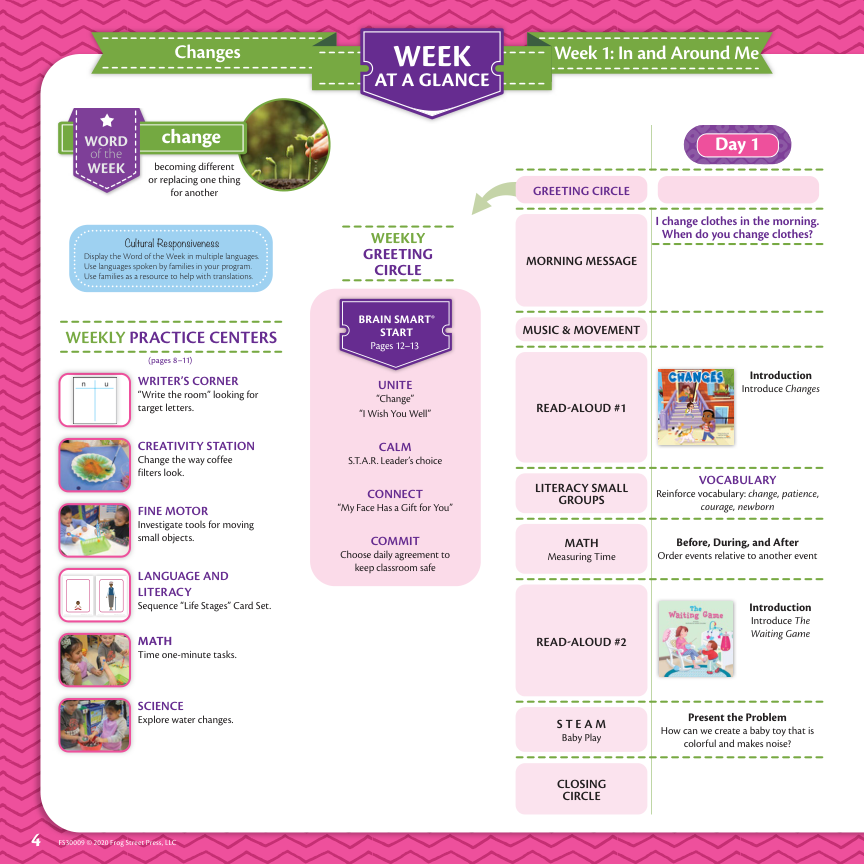 Changes
WEEK
AT A GLANCE
Week 1: In and Around Me
WORD
of the
WEEK
change
becoming different
or replacing one thing
for another
Cultural Responsiveness
Display the Word of the Week in multiple languages.
Use languages spoken by families in your program.
Use families as a resource to help with translations.
WEEKLY PRACTICE CENTERS
(pages 8–11)
n u
WRITER'S CORNER
"Write the room" looking for
target letters.
CREATIVITY STATION
Change the way coffee
filters look.
FINE MOTOR
Investigate tools for moving
small objects.
LANGUAGE AND
LITERACY
Sequence "Life Stages" Card Set.
MATH
Time one-minute tasks.
SCIENCE
Explore water changes.
WEEKLY
GREETING
CIRCLE
BRAIN SMART®
START
Pages 12–13
UNITE
"Change"
"I Wish You Well"
CALM
S.T.A.R. Leader's choice
CONNECT
"My Face Has a Gift for You"
COMMIT
Choose daily agreement to
keep classroom safe
Day 1
GREETING CIRCLE
MORNING MESSAGE
I change clothes in the morning.
When do you change clothes?
MUSIC & MOVEMENT
READ-ALOUD #1
CHANGES
Introduction
Introduce Changes
LITERACY SMALL
GROUPS
VOCABULARY
Reinforce vocabulary: change, patience,
courage, newborn
MATH
Measuring Time
Before, During, and After
Order events relative to another event
READ-ALOUD #2
The
Waiting Game
Introduction
Introduce The
Waiting Game
S T E A M
Baby Play
Present the Problem
How can we create a baby toy that is
colorful and makes noise?
CLOSING
CIRCLE
4 FS30009 © 2020 Frog Street Press, LLC